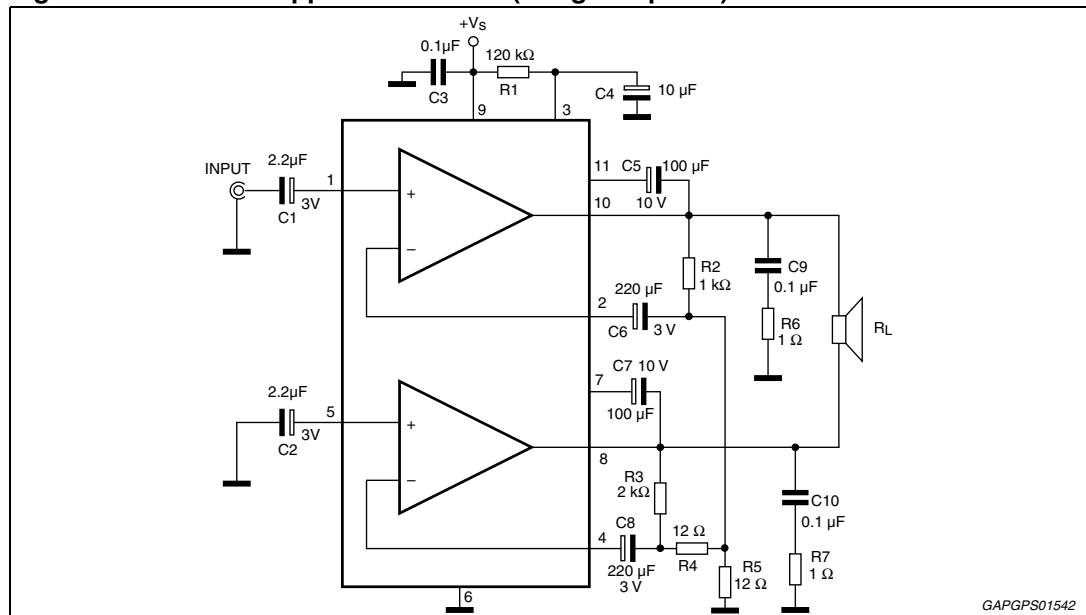 +VS
0.1µF
120 kΩ
C3
R1
C4
10 µF
9
3
INPUT
2.2µF
1
3V
C1
+
–
11
C5
100 µF
10 V
10
R2
1 kΩ
C9
0.1 µF
220 µF
2
C6
3 V
R6
1 Ω
RL
C7
10 V
7
100 µF
2.2µF
5
3V
C2
+
–
8
R3
2 kΩ
C10
0.1 µF
C8
4
12 Ω
R4
220 µF
3 V
R5
12 Ω
R7
1 Ω
6
GAPGPS01542